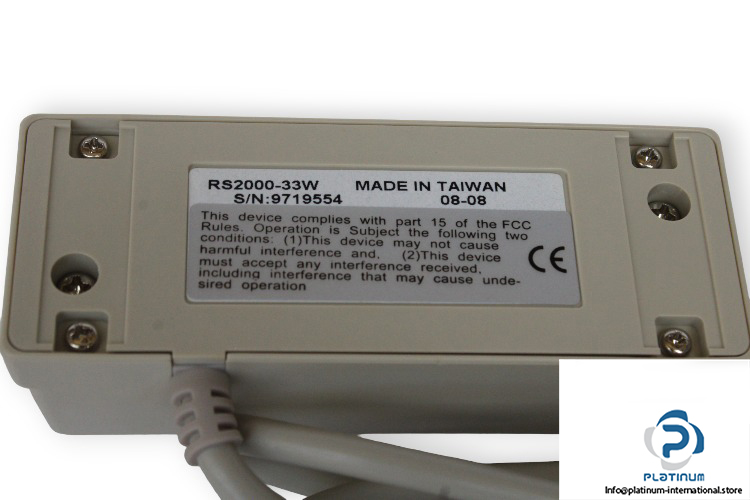 RS2000-33W MADE IN TAIWAN
S/N:9719554 08-08
This device complies with part 15 of the FCC
Rules. Operation is Subject the following two
conditions: (1)This device may not cause
harmful interference and, (2)This device
must accept any interference received,
including interference that may cause unde-
sired operation
CE
PLATINUM
Info@platinum-international.store